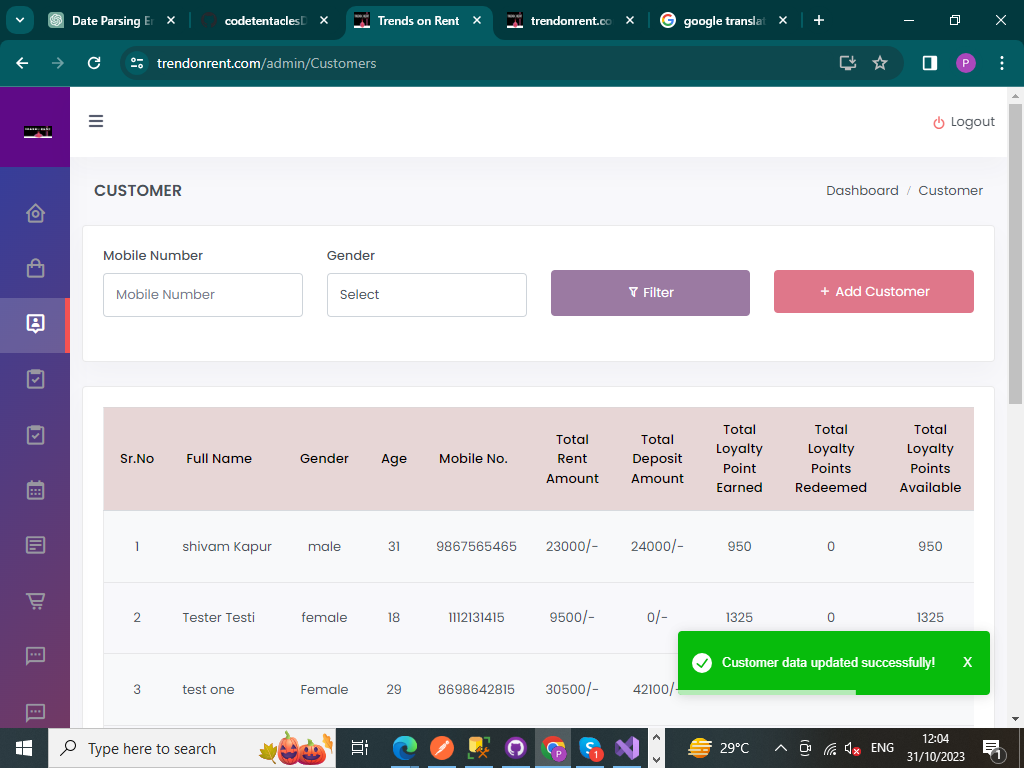 Date Parsing E
codetentaclesD
Trends on Rent
trendonrent.co
google translat
trendonrent.com/admin/Customers
P
Logout
CUSTOMER
Dashboard / Customer
Mobile Number
Gender
Mobile Number
Select
Filter
+ Add Customer
Sr.No Full Name Gender Age Mobile No. Total Rent Amount Total Deposit Amount Total Loyalty Point Earned Total Loyalty Points Redeemed Total Loyalty Points Available
1 shivam Kapur male 31 9867565465 23000/- 24000/- 950 0 950
2 Tester Testi female 18 1112131415 9500/- 0/- 1325 0 1325
3 test one Female 29 8698642815 30500/- 42100/-
Customer data updated successfully! X
Type here to search
29°C
ENG
12:04
31/10/2023
1